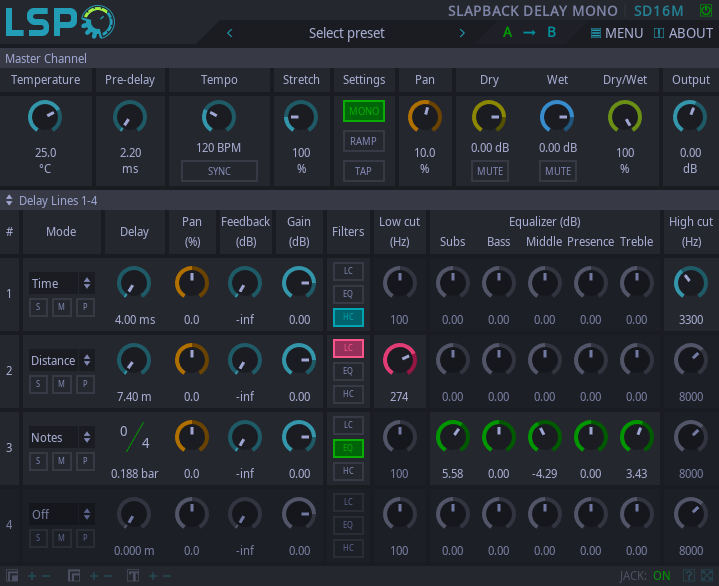 LSP
SLAPBACK DELAY MONO SD16M
Select preset A B MENU ABOUT
Master Channel
Temperature Pre-delay Tempo Stretch Settings Pan Dry Wet Dry/Wet Output
MONO
RAMP
TAP
25.0 2.20 120 BPM 100 10.0 0.00 dB 0.00 dB 100 0.00
°C ms SYNC % % MUTE MUTE % dB
Delay Lines 1-4
# Mode Delay Pan (%) Feedback (dB) Gain (dB) Filters Low cut (Hz) Equalizer (dB) High cut (Hz)
Subs Bass Middle Presence Treble
1 Time LC EQ HC
S M P
4.00 ms 0.0 -inf 0.00 100 0.00 0.00 0.00 0.00 0.00 3300
2 Distance LC EQ HC
S M P
7.40 m 0.0 -inf 0.00 274 0.00 0.00 0.00 0.00 0.00 8000
3 Notes 0 4 LC EQ HC
S M P
0.188 bar 0.0 -inf 0.00 100 5.58 0.00 -4.29 0.00 3.43 8000
4 Off LC EQ HC
S M P
0.000 m 0.0 -inf 0.00 100 0.00 0.00 0.00 0.00 0.00 8000
+ - + - + - JACK: ON ?